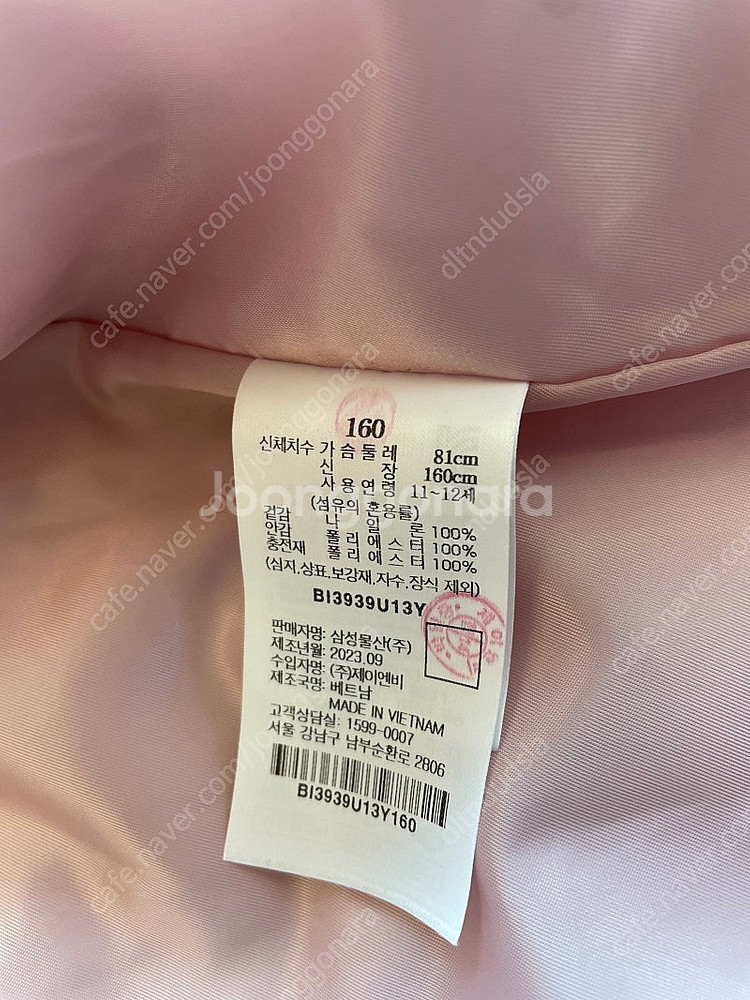 160
신체치수 가 슴 둘 레 81cm
신 장 160cm
사 용 연 령 11~12세
(섬유의 혼용률)
겉감 나 일 론 100%
안감 폴 리 에 스 터 100%
충전재 폴 리 에 스 터 100%
(심지,상표,보강재,자수,장식 제외)
BI3939U13Y
판매자명: 삼성물산(주)
제조년월: 2023.09
수입자명: (주)제이엔비
제조국명: 베트남
MADE IN VIETNAM
고객상담실: 1599-0007
서울 강남구 남부순환로 2806
BI3939U13Y160
Joonggonara
cafe.naver.com/joonggonara
dltndudsla